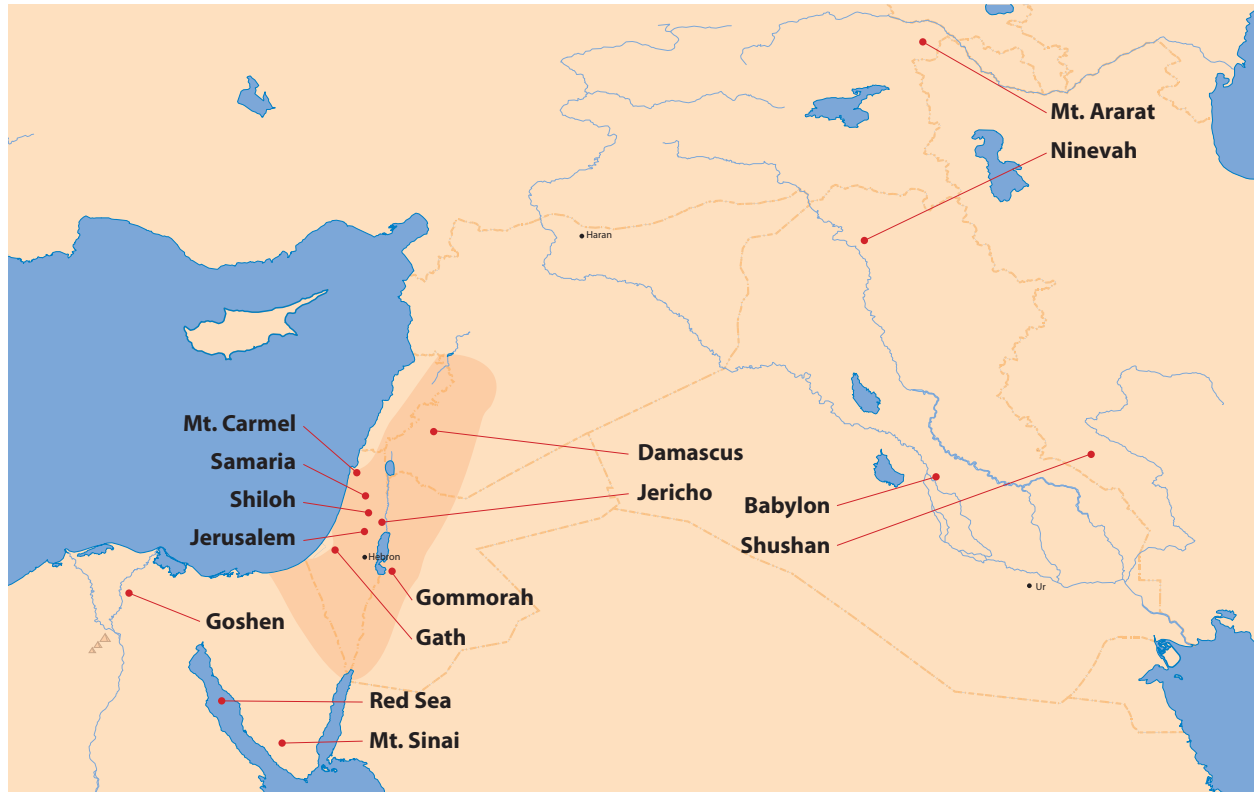 Mt. Ararat
Ninevah
Haran
Mt. Carmel
Samaria
Shiloh
Jerusalem
Damascus
Jericho
Babylon
Shushan
Hebron
Gommorah
Gath
Goshen
Ur
Red Sea
Mt. Sinai